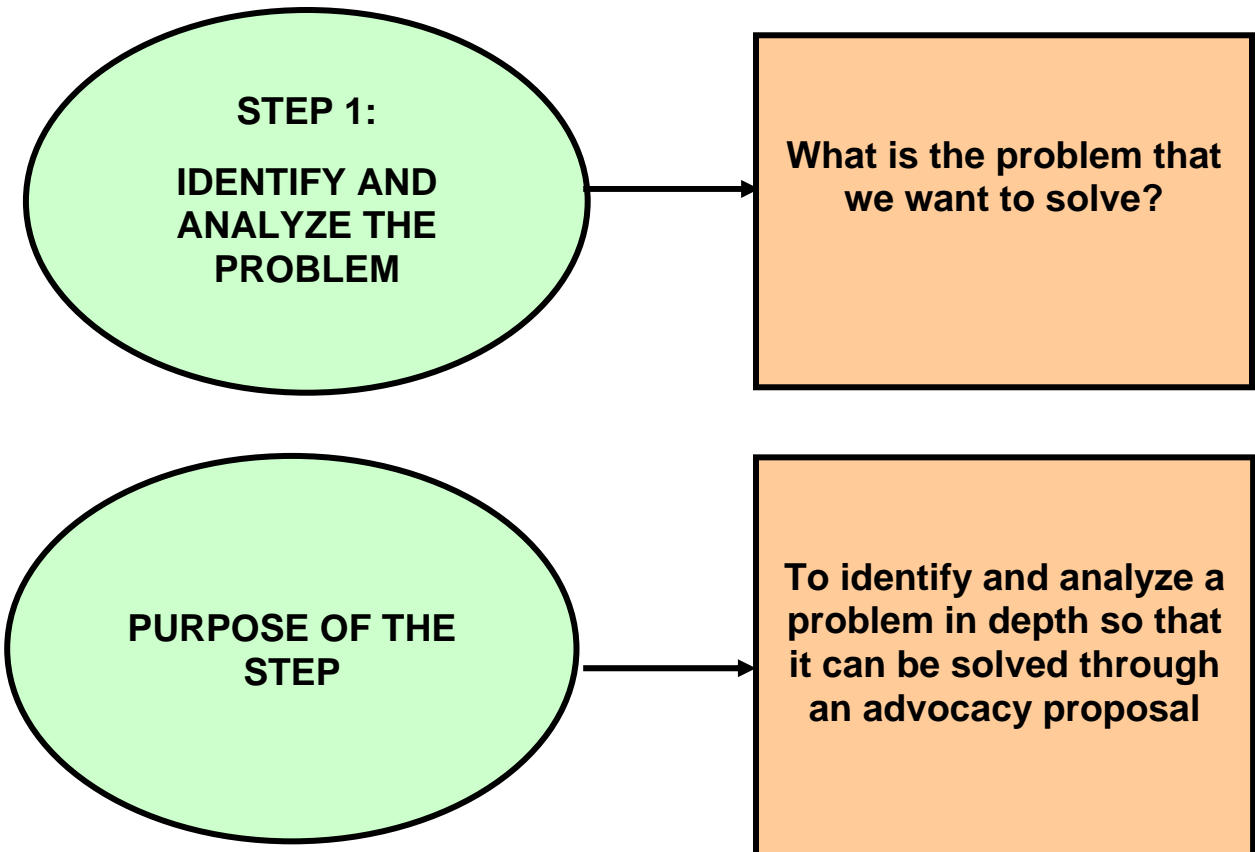 STEP 1:
IDENTIFY AND
ANALYZE THE
PROBLEM
What is the problem that
we want to solve?
PURPOSE OF THE
STEP
To identify and analyze a
problem in depth so that
it can be solved through
an advocacy proposal